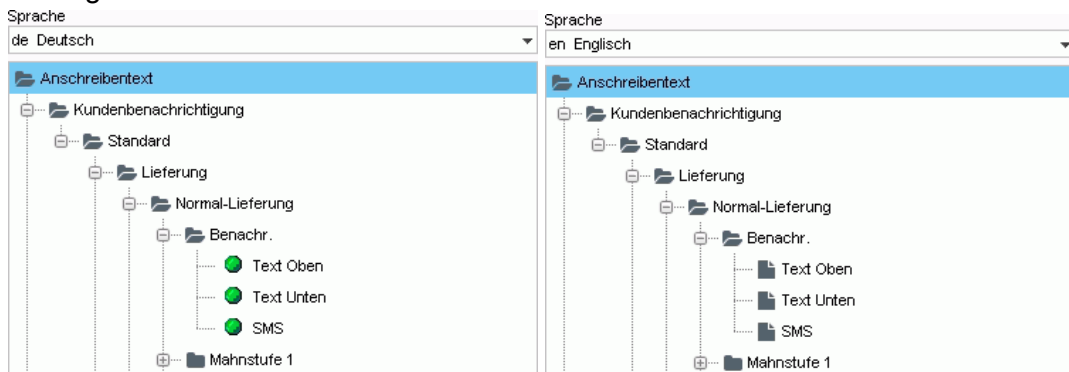 Sprache
de Deutsch
Anschreibentext
Kundenbenachrichtigung
Standard
Lieferung
Normal-Lieferung
Benachr.
Text Oben
Text Unten
SMS
Mahnstufe 1
Sprache
en Englisch
Anschreibentext
Kundenbenachrichtigung
Standard
Lieferung
Normal-Lieferung
Benachr.
Text Oben
Text Unten
SMS
Mahnstufe 1